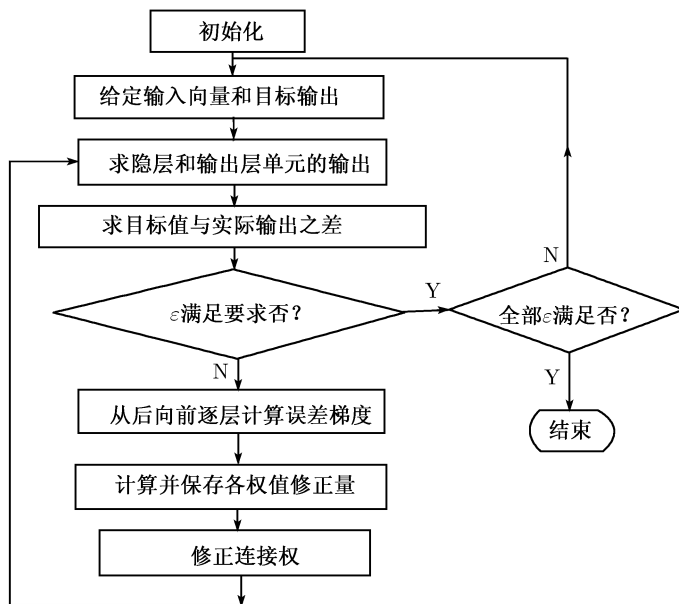 初始化
给定输入向量和目标输出
求隐层和输出层单元的输出
求目标值与实际输出之差
ε满足要求否？
Y
N
全部ε满足否？
N
Y
结束
从后向前逐层计算误差梯度
计算并保存各权值修正量
修正连接权